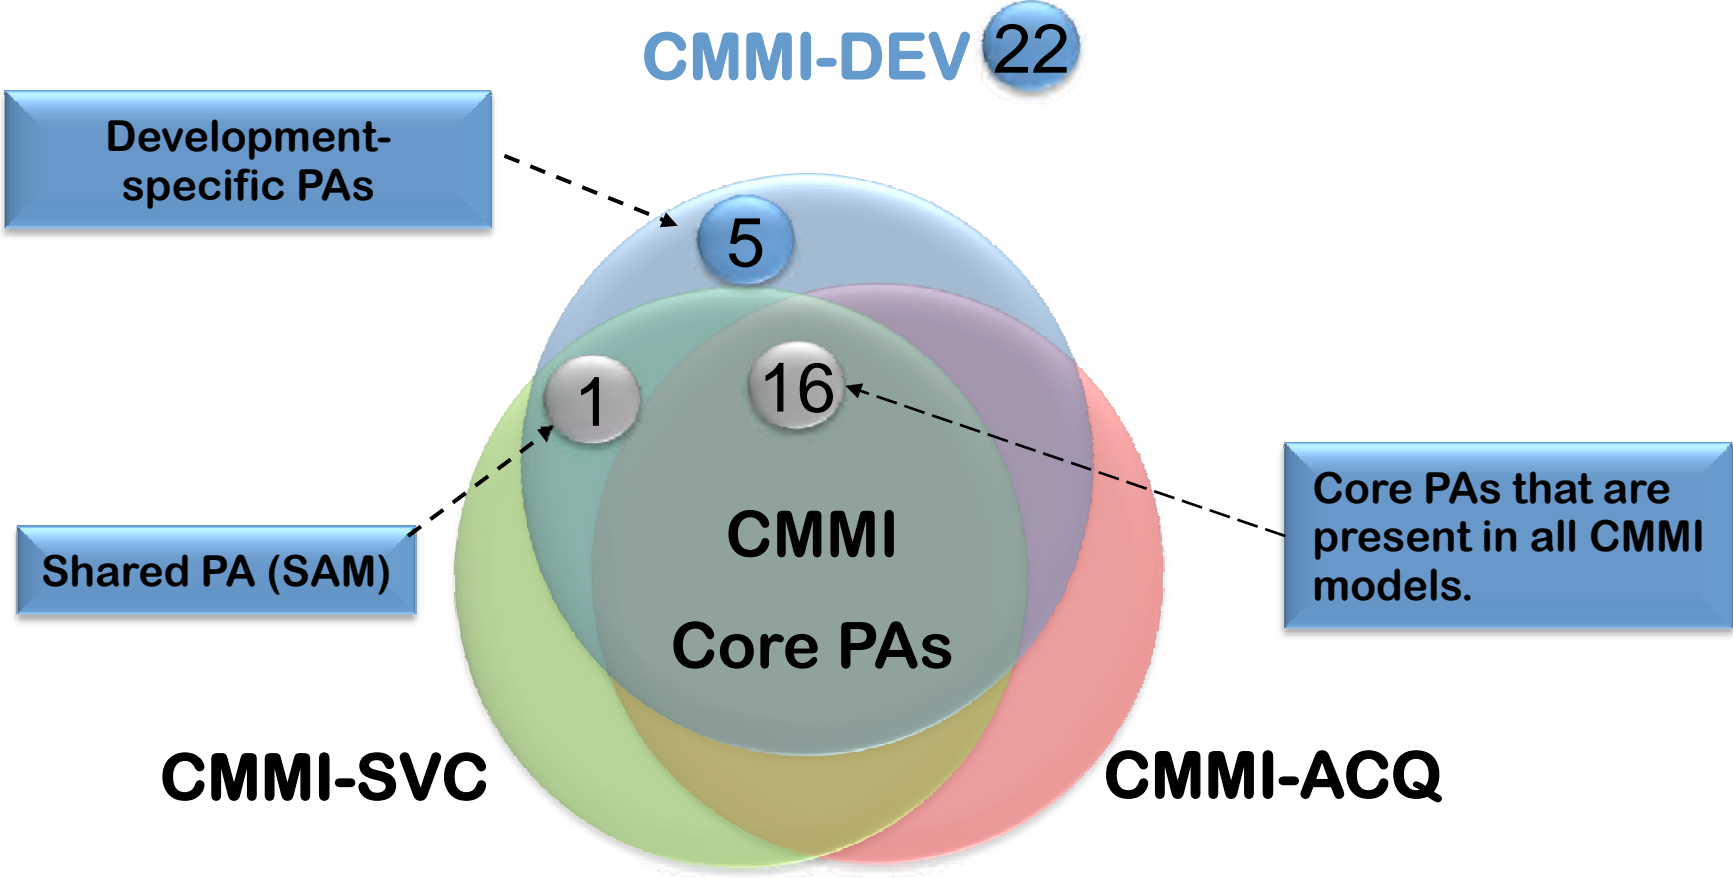 CMMI-DEV 22
Development-
specific PAs
5
1
16
Shared PA (SAM)
CMMI
Core PAs
Core PAs that are
present in all CMMI
models.
CMMI-SVC
CMMI-ACQ